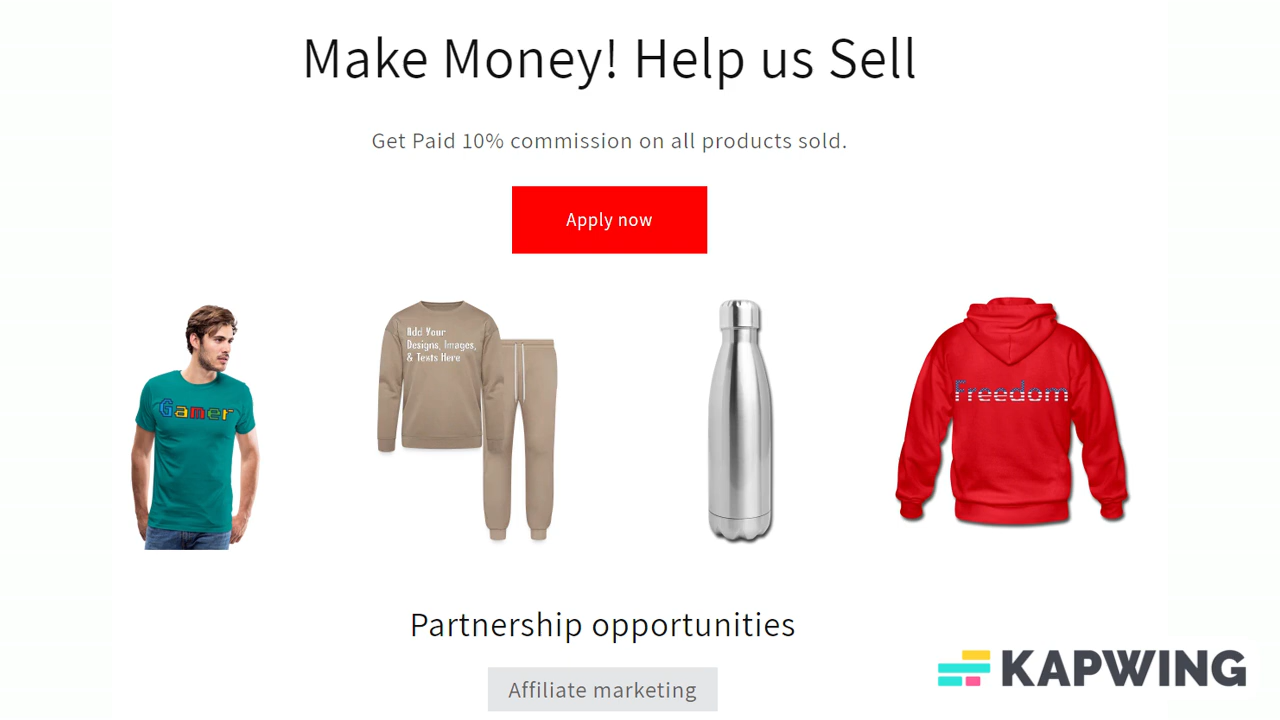 Make Money! Help us Sell
Get Paid 10% commission on all products sold.
Apply now
Gamer
Add Your
Designs, Images,
& Texts Here
Freedom
Partnership opportunities
Affiliate marketing
KAPWING